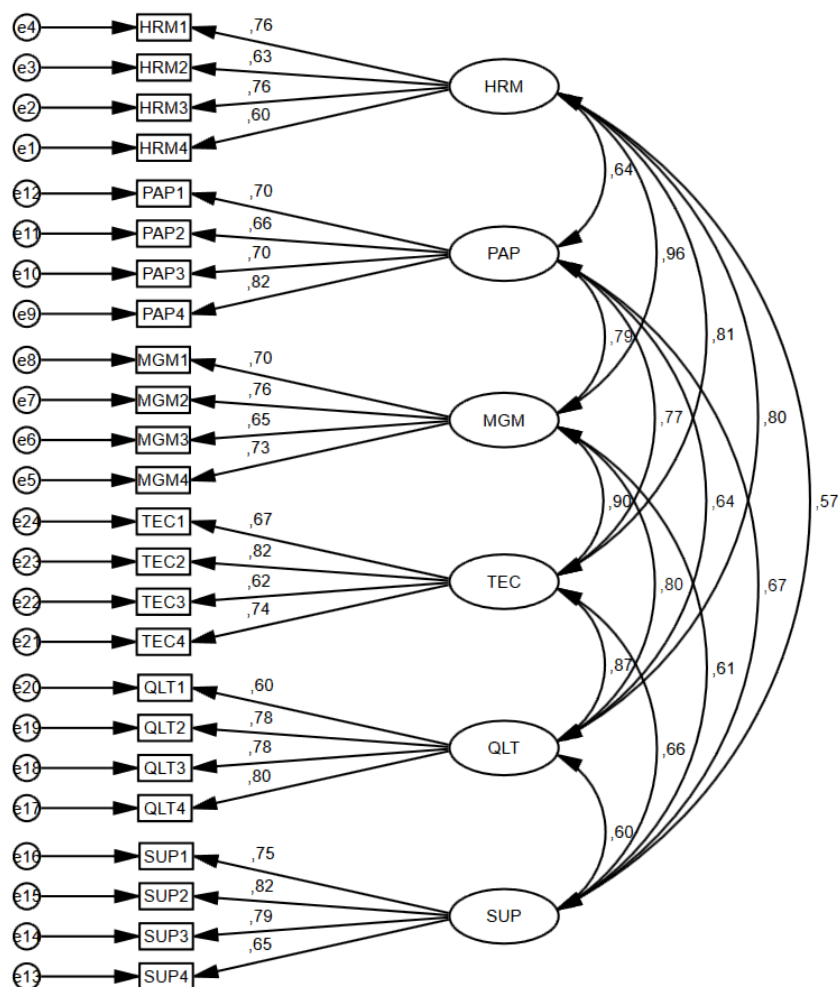 e4 HRM1 ,76
e3 HRM2 ,63
HRM
e2 HRM3 ,76
e1 HRM4 ,60
,64
e12 PAP1 ,70
e11 PAP2 ,66
PAP ,96
e10 PAP3 ,70
e9 PAP4 ,82
,79 ,81
e8 MGM1 ,70
e7 MGM2 ,76
MGM ,77 ,80
e6 MGM3 ,65
e5 MGM4 ,73
,90 ,64 ,57
e24 TEC1 ,67
e23 TEC2 ,82
TEC ,80 ,67
e22 TEC3 ,62
e21 TEC4 ,74
,87 ,61
e20 QLT1 ,60
e19 QLT2 ,78
QLT ,66
e18 QLT3 ,78
e17 QLT4 ,80
,60
e16 SUP1 ,75
e15 SUP2 ,82
SUP
e14 SUP3 ,79
e13 SUP4 ,65